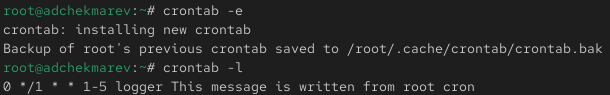 root@adchekmarev:~# crontab -e
crontab: installing new crontab
Backup of root's previous crontab saved to /root/.cache/crontab/crontab.bak
root@adchekmarev:~# crontab -l
0 */1 * * 1-5 logger This message is written from root cron